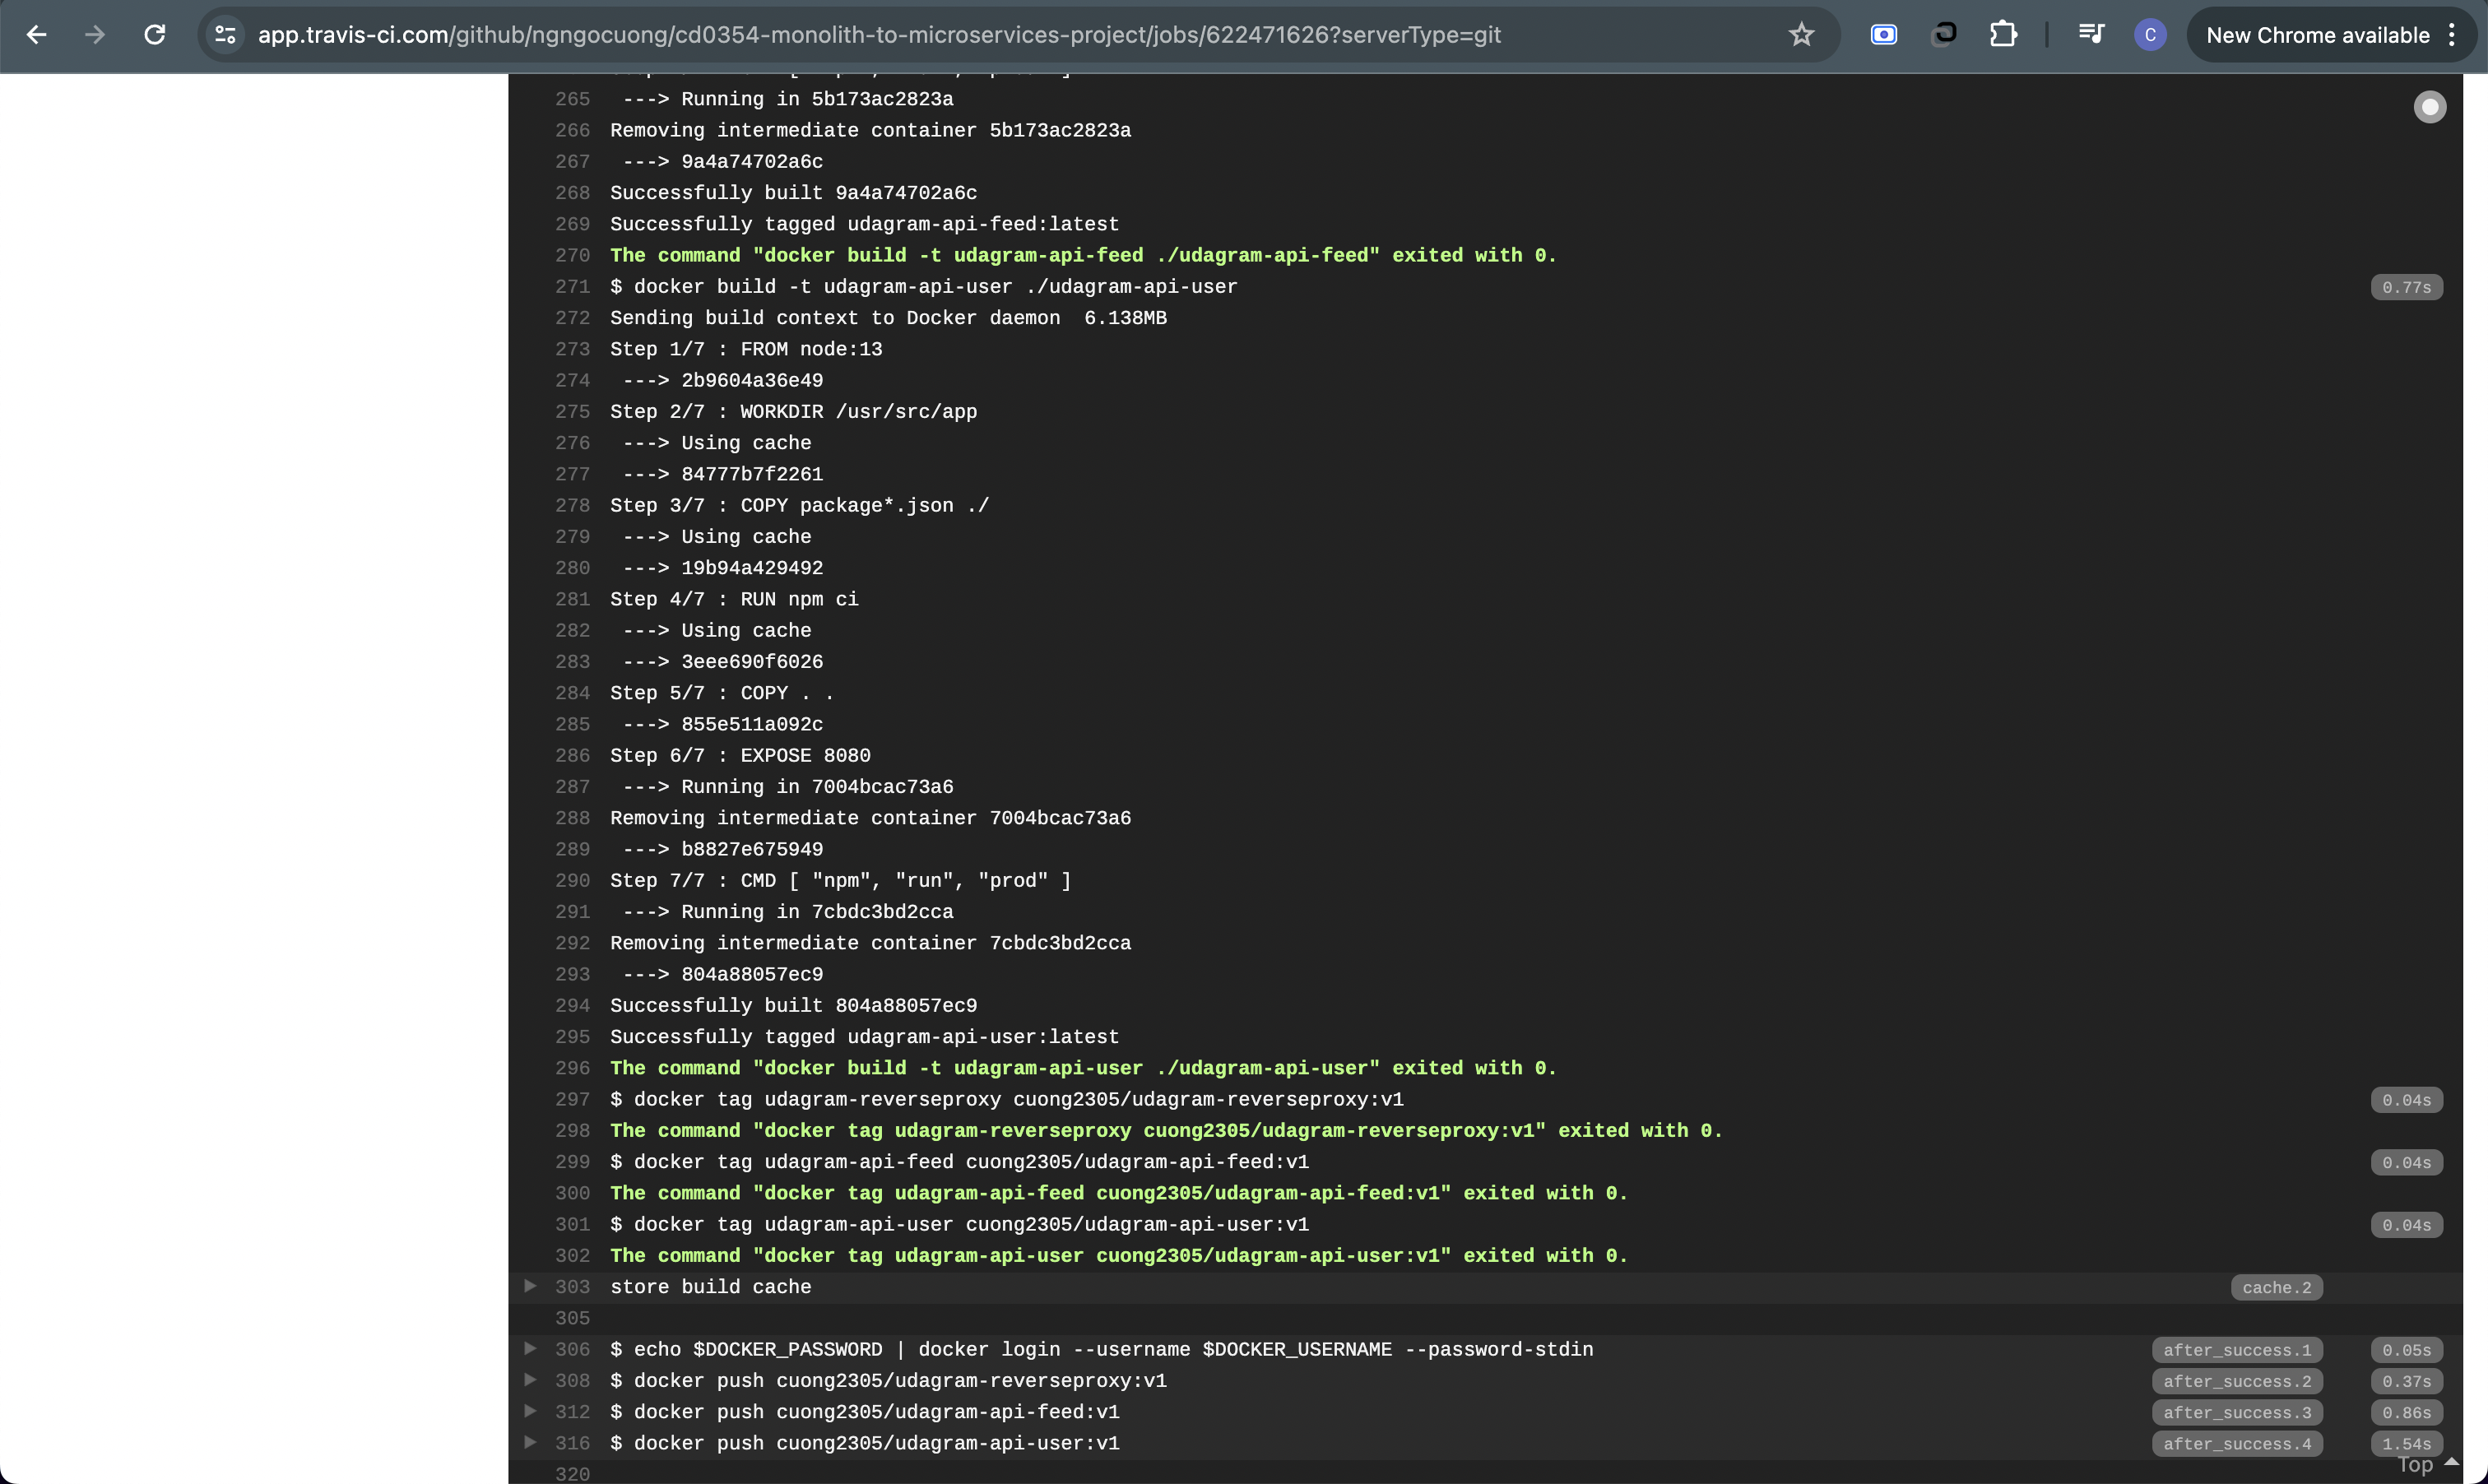 app.travis-ci.com/github/ngngocuong/cd0354-monolith-to-microservices-project/jobs/622471626?serverType=git
C
New Chrome available
265 ---> Running in 5b173ac2823a
266 Removing intermediate container 5b173ac2823a
267 ---> 9a4a74702a6c
268 Successfully built 9a4a74702a6c
269 Successfully tagged udagram-api-feed:latest
270 The command "docker build -t udagram-api-feed ./udagram-api-feed" exited with 0.
271 $ docker build -t udagram-api-user ./udagram-api-user 0.77s
272 Sending build context to Docker daemon 6.138MB
273 Step 1/7 : FROM node:13
274 ---> 2b9604a36e49
275 Step 2/7 : WORKDIR /usr/src/app
276 ---> Using cache
277 ---> 84777b7f2261
278 Step 3/7 : COPY package*.json ./
279 ---> Using cache
280 ---> 19b94a429492
281 Step 4/7 : RUN npm ci
282 ---> Using cache
283 ---> 3eee690f6026
284 Step 5/7 : COPY . .
285 ---> 855e511a092c
286 Step 6/7 : EXPOSE 8080
287 ---> Running in 7004bcac73a6
288 Removing intermediate container 7004bcac73a6
289 ---> b8827e675949
290 Step 7/7 : CMD [ "npm", "run", "prod" ]
291 ---> Running in 7cbdc3bd2cca
292 Removing intermediate container 7cbdc3bd2cca
293 ---> 804a88057ec9
294 Successfully built 804a88057ec9
295 Successfully tagged udagram-api-user:latest
296 The command "docker build -t udagram-api-user ./udagram-api-user" exited with 0.
297 $ docker tag udagram-reverseproxy cuong2305/udagram-reverseproxy:v1 0.04s
298 The command "docker tag udagram-reverseproxy cuong2305/udagram-reverseproxy:v1" exited with 0.
299 $ docker tag udagram-api-feed cuong2305/udagram-api-feed:v1 0.04s
300 The command "docker tag udagram-api-feed cuong2305/udagram-api-feed:v1" exited with 0.
301 $ docker tag udagram-api-user cuong2305/udagram-api-user:v1 0.04s
302 The command "docker tag udagram-api-user cuong2305/udagram-api-user:v1" exited with 0.
303 store build cache cache.2
305
306 $ echo $DOCKER_PASSWORD | docker login --username $DOCKER_USERNAME --password-stdin after_success.1 0.05s
308 $ docker push cuong2305/udagram-reverseproxy:v1 after_success.2 0.37s
312 $ docker push cuong2305/udagram-api-feed:v1 after_success.3 0.86s
316 $ docker push cuong2305/udagram-api-user:v1 after_success.4 1.54s
Top
320